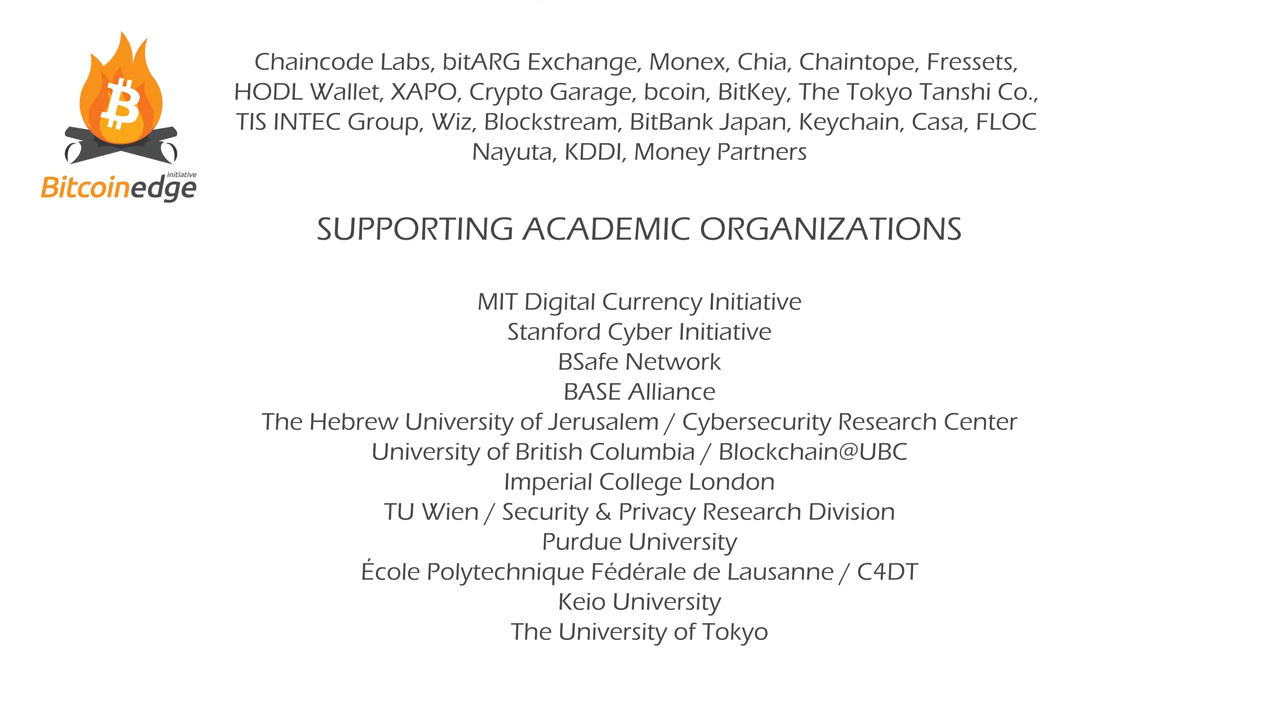 Chaincode Labs, bitARG Exchange, Monex, Chia, Chaintope, Fressets,
HODL Wallet, XAPO, Crypto Garage, bcoin, BitKey, The Tokyo Tanshi Co.,
TIS INTEC Group, Wiz, Blockstream, BitBank Japan, Keychain, Casa, FLOC
Nayuta, KDDI, Money Partners
initiative
Bitcoinedge
SUPPORTING ACADEMIC ORGANIZATIONS
MIT Digital Currency Initiative
Stanford Cyber Initiative
BSafe Network
BASE Alliance
The Hebrew University of Jerusalem / Cybersecurity Research Center
University of British Columbia / Blockchain@UBC
Imperial College London
TU Wien / Security & Privacy Research Division
Purdue University
École Polytechnique Fédérale de Lausanne / C4DT
Keio University
The University of Tokyo